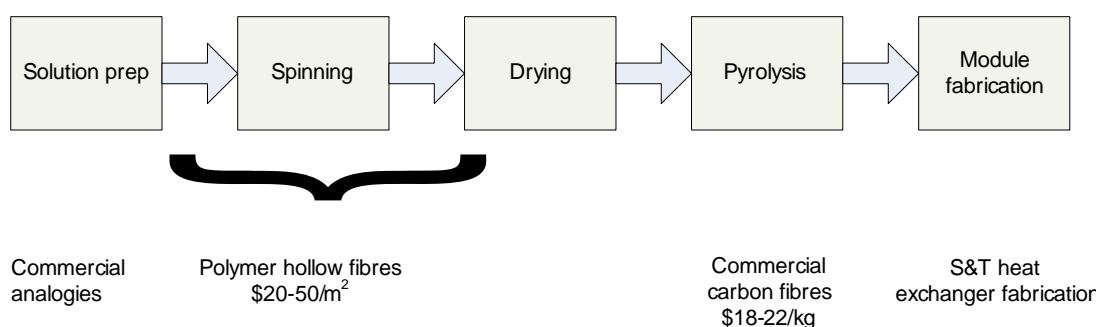 Solution prep
Spinning
Drying
Pyrolysis
Module
fabrication
Commercial
analogies
Polymer hollow fibres
$20-50/m²
Commercial
carbon fibres
$18-22/kg
S&T heat
exchanger fabrication